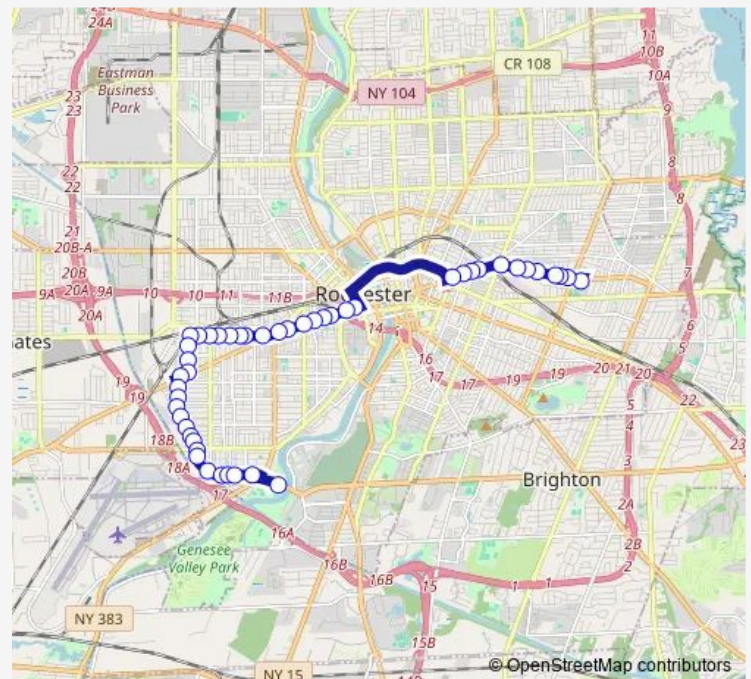 24A
Eastman
Business
Park
CR 108
11
10B
10A
NY 104
23
23
9
8
22
22
21
8
20B-A
20B
7
9A 20A 9A 10 10 11 11B
20A
Rochester
6
14
ates
16
17 17 19 19 20 21 20
5
22
19
19
5
4
23
18B
3
18A
17
Brighton
2A
16A
Genesee
Valley Park
2B
16B
16B
15
1 1 2
NY 383
15B
NY 15
© OpenStreetMap contributors